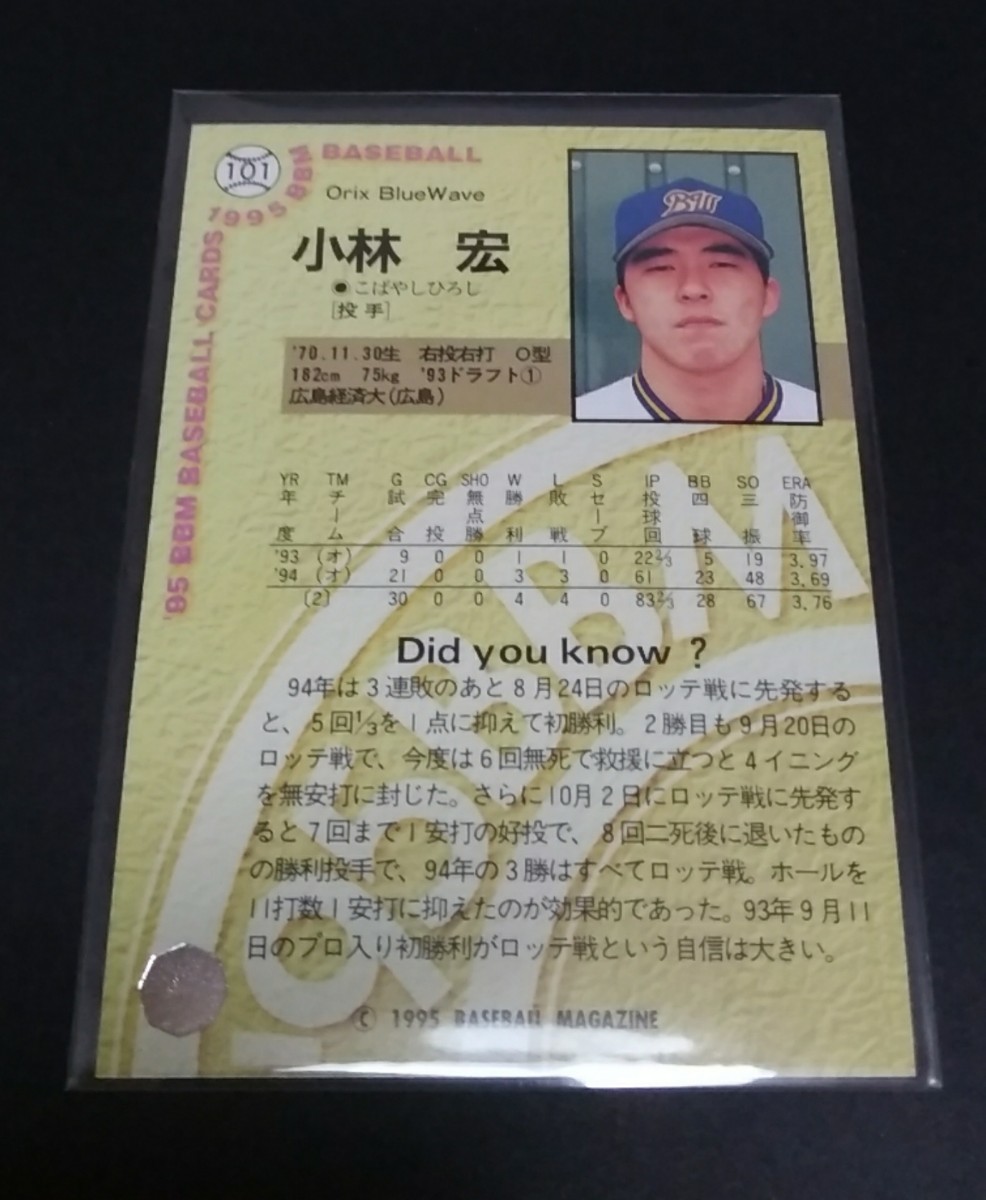 101
1995 BBM BASEBALL
'95 BBM BASEBALL CARDS
Orix BlueWave
小林 宏
●こばやしひろし
[投手]
'70.11.30生 右投右打 O型
182cm 75kg '93ドラフト①
広島経済大(広島)
YR TM G CG SHO W L S IP BB SO ERA
年度 チーム 試合 完投 無点勝 勝利 敗戦 セーブ 投球回 四球 三振 防御率
'93 (オ) 9 0 0 1 1 0 22⅔ 5 19 3.97
'94 (オ) 21 0 0 3 3 0 61 23 48 3.69
〔2〕 30 0 0 4 4 0 83⅔ 28 67 3.76
Did you know ?
94年は3連敗のあと8月24日のロッテ戦に先発する
と、5回⅓を1点に抑えて初勝利。2勝目も9月20日の
ロッテ戦で、今度は6回無死で救援に立つと4イニング
を無安打に封じた。さらに10月2日にロッテ戦に先発す
ると7回まで1安打の好投で、8回二死後に退いたもの
の勝利投手で、94年の3勝はすべてロッテ戦。ホールを
11打数1安打に抑えたのが効果的であった。93年9月11
日のプロ入り初勝利がロッテ戦という自信は大きい。
© 1995 BASEBALL MAGAZINE
BW
'95 BBM